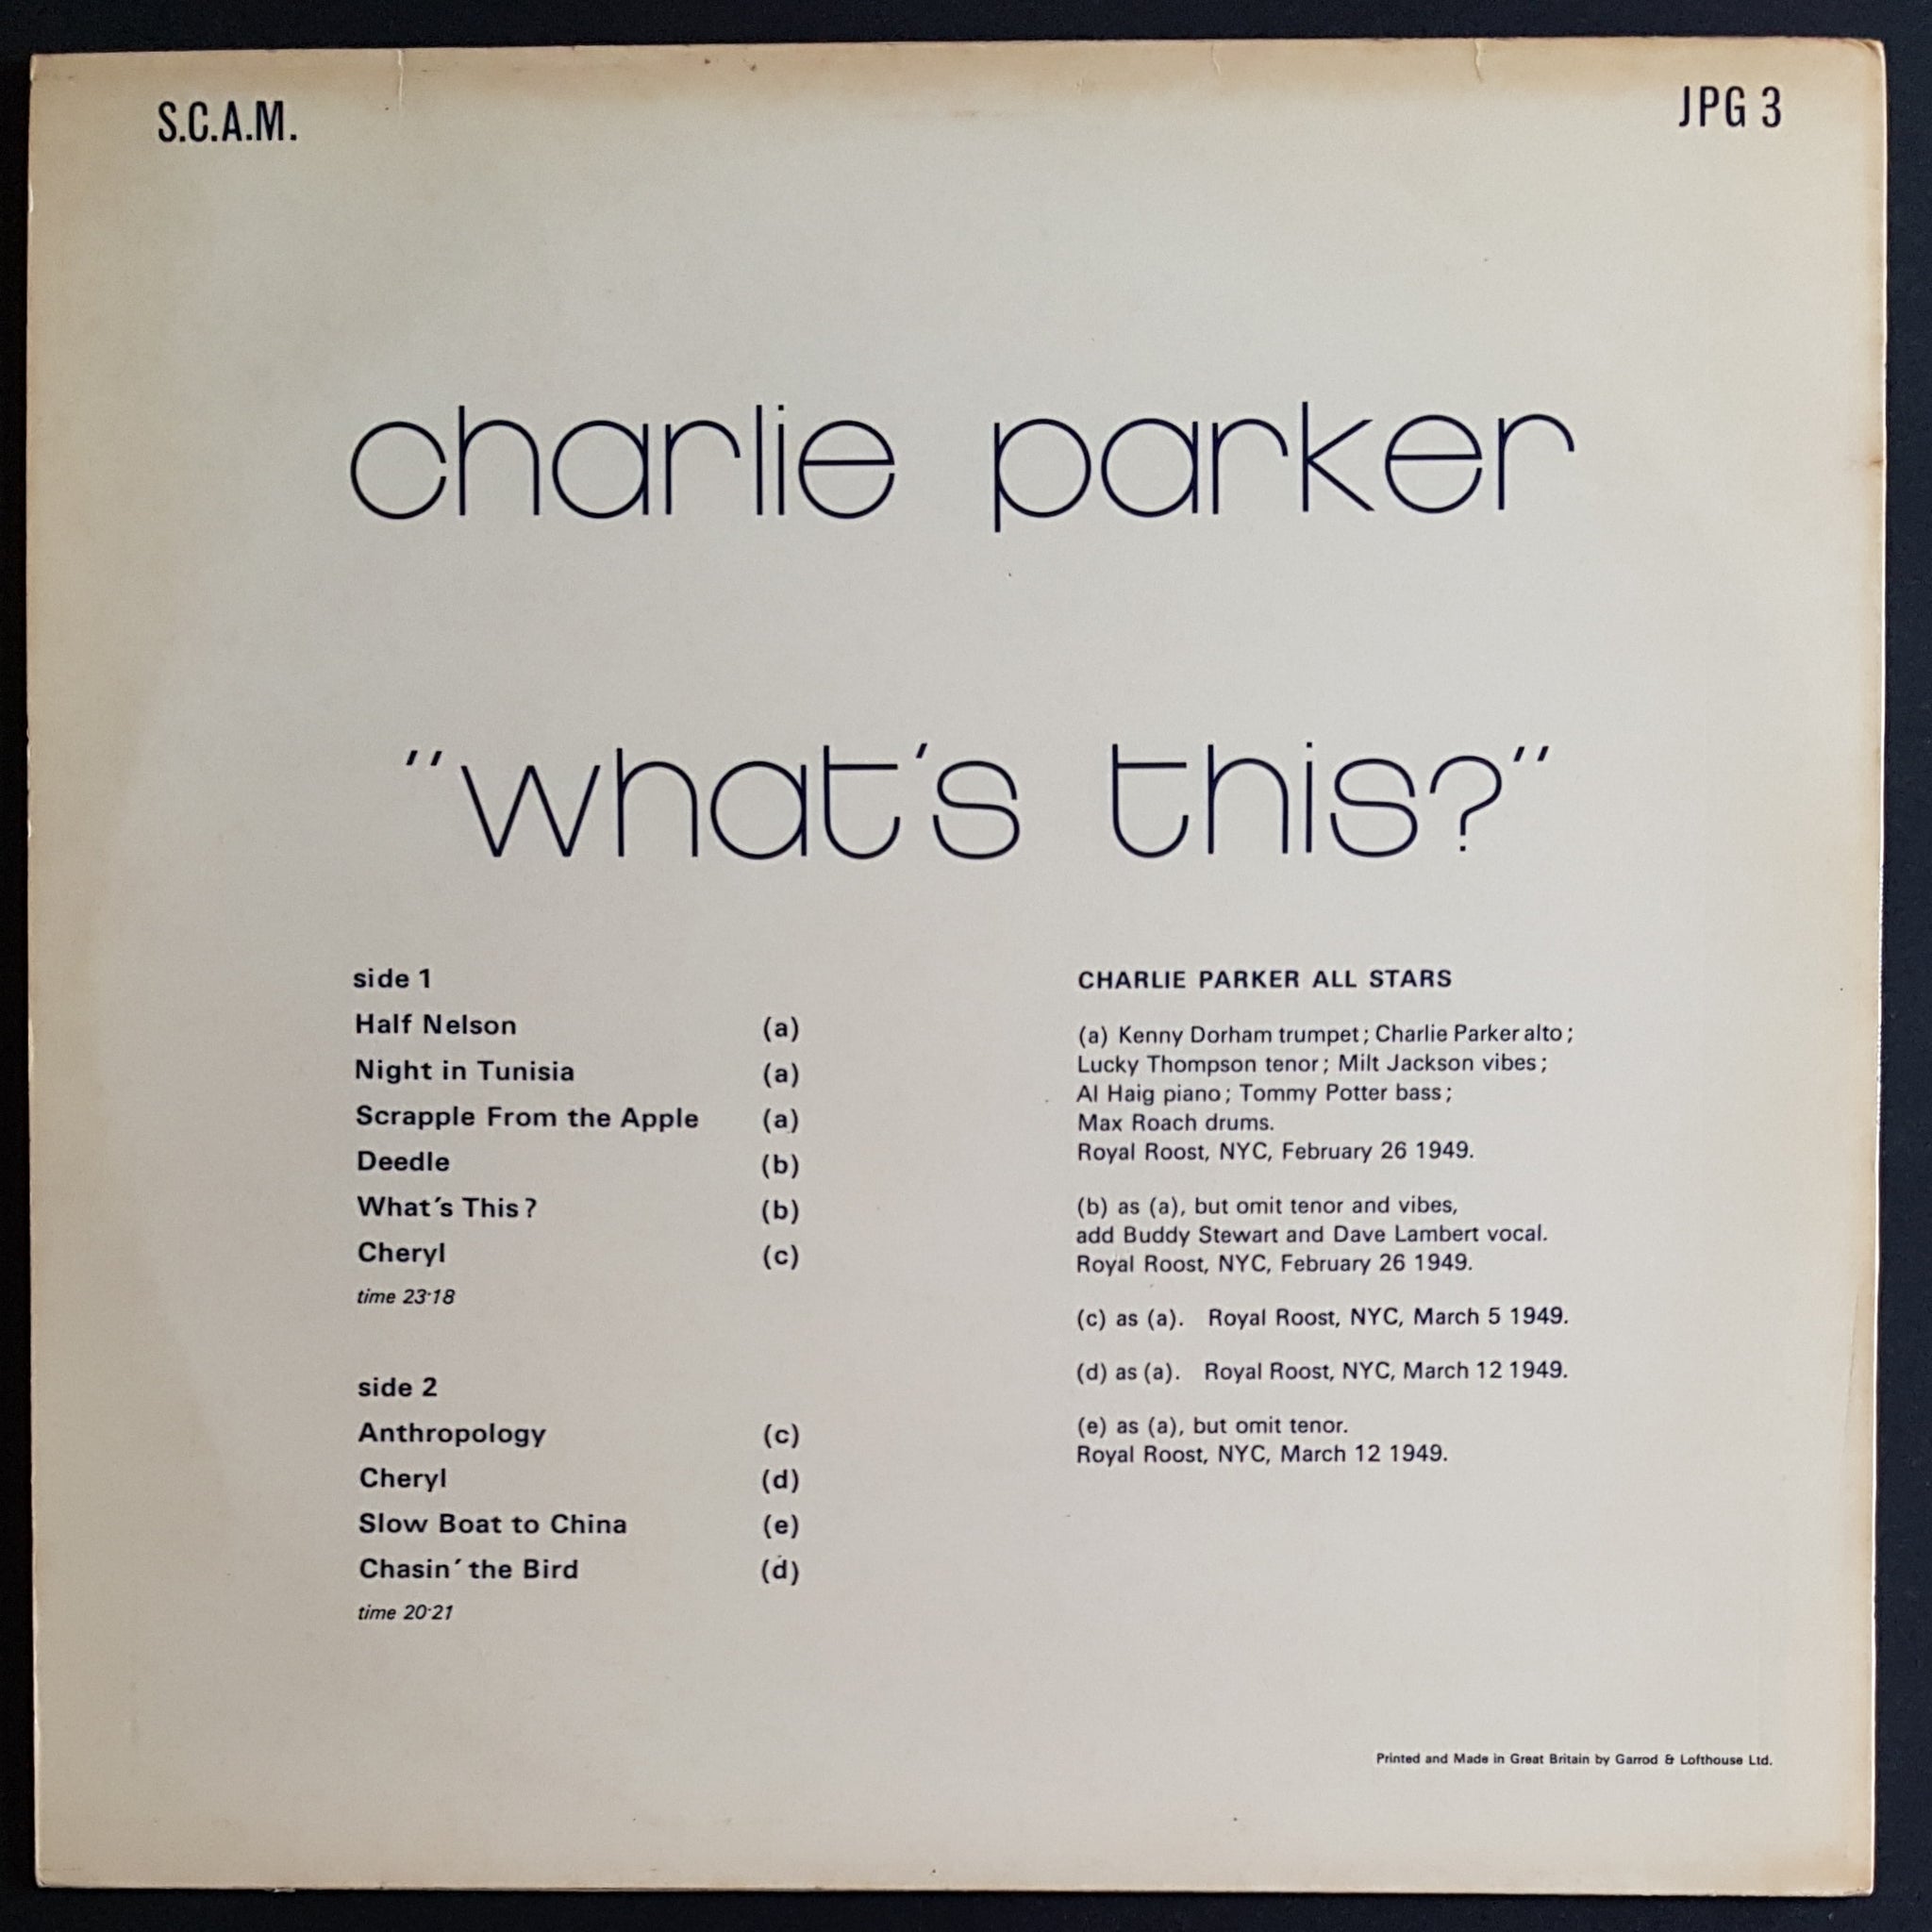 S.C.A.M.
JPG 3
charlie parker
"what's this?"
side 1
Half Nelson (a)
Night in Tunisia (a)
Scrapple From the Apple (a)
Deedle (b)
What's This? (b)
Cheryl (c)
time 23·18
side 2
Anthropology (c)
Cheryl (d)
Slow Boat to China (e)
Chasin' the Bird (d)
time 20·21
CHARLIE PARKER ALL STARS
(a) Kenny Dorham trumpet; Charlie Parker alto;
Lucky Thompson tenor; Milt Jackson vibes;
Al Haig piano; Tommy Potter bass;
Max Roach drums.
Royal Roost, NYC, February 26 1949.
(b) as (a), but omit tenor and vibes,
add Buddy Stewart and Dave Lambert vocal.
Royal Roost, NYC, February 26 1949.
(c) as (a). Royal Roost, NYC, March 5 1949.
(d) as (a). Royal Roost, NYC, March 12 1949.
(e) as (a), but omit tenor.
Royal Roost, NYC, March 12 1949.
Printed and Made in Great Britain by Garrod & Lofthouse Ltd.